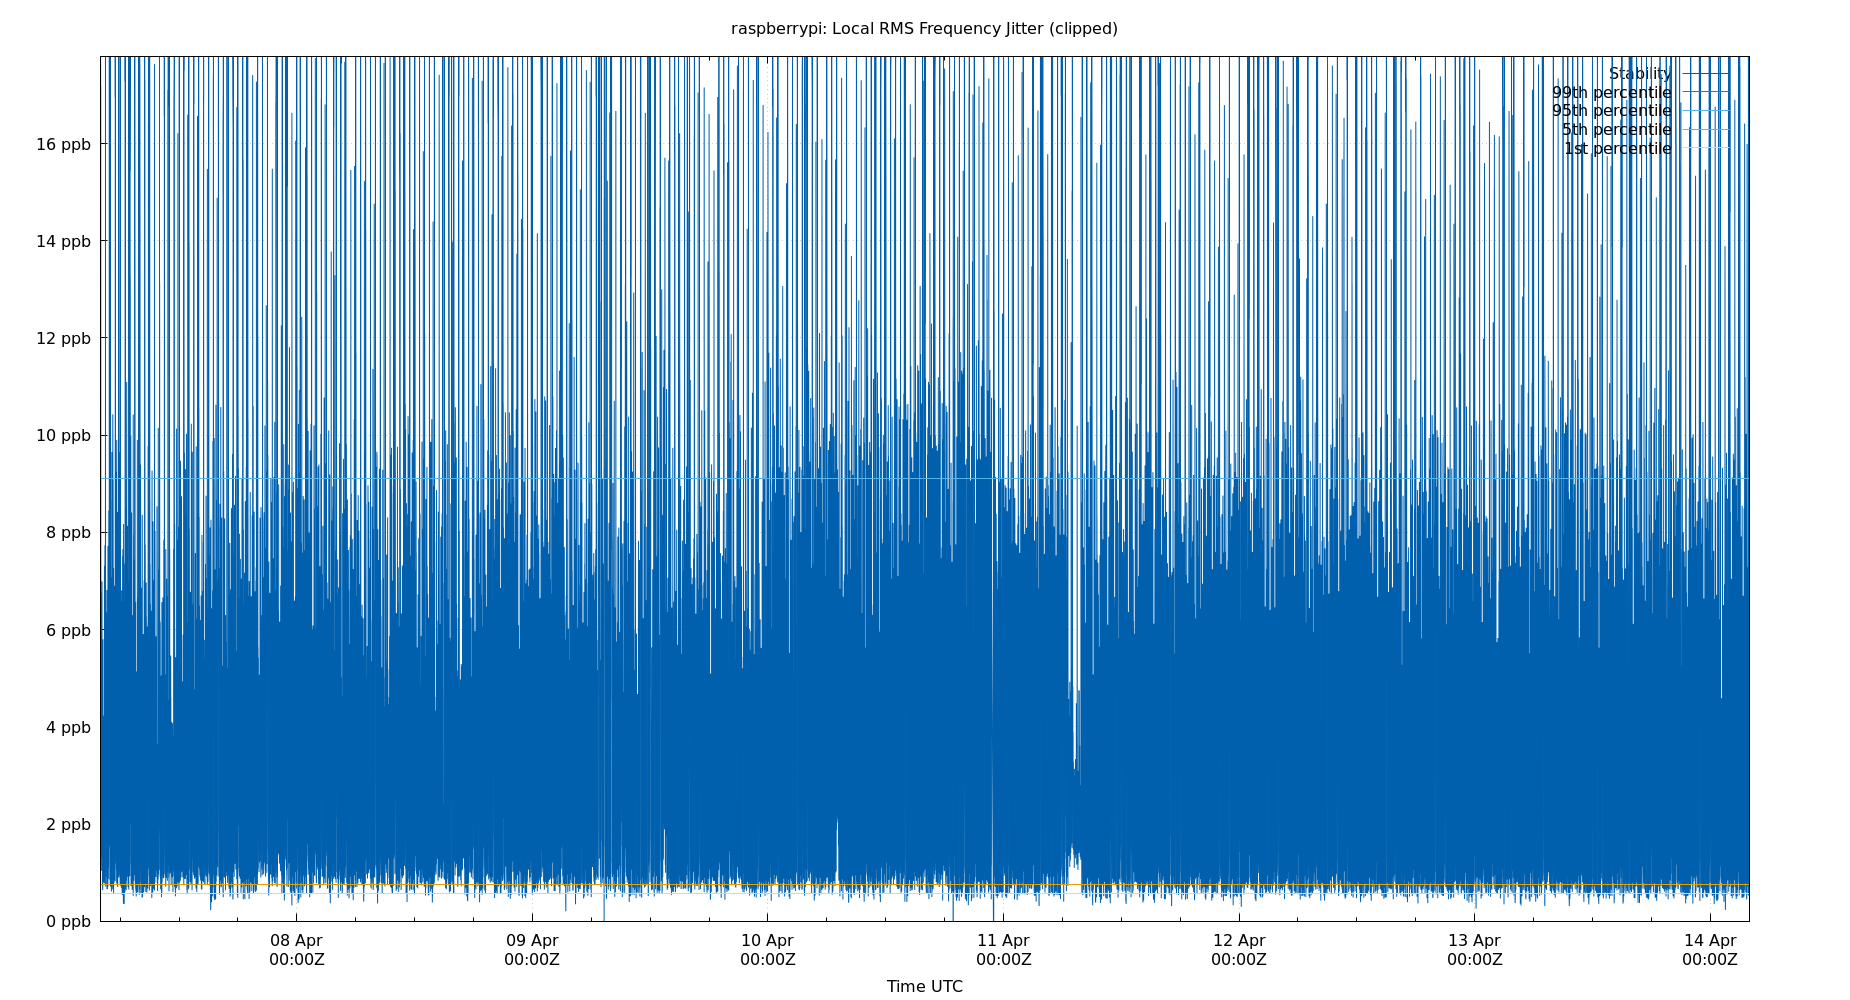 raspberrypi: Local RMS Frequency Jitter (clipped)
Stability
99th percentile
95th percentile
5th percentile
1st percentile
16 ppb
14 ppb
12 ppb
10 ppb
8 ppb
6 ppb
4 ppb
2 ppb
0 ppb
08 Apr
00:00Z
09 Apr
00:00Z
10 Apr
00:00Z
11 Apr
00:00Z
12 Apr
00:00Z
13 Apr
00:00Z
14 Apr
00:00Z
Time UTC